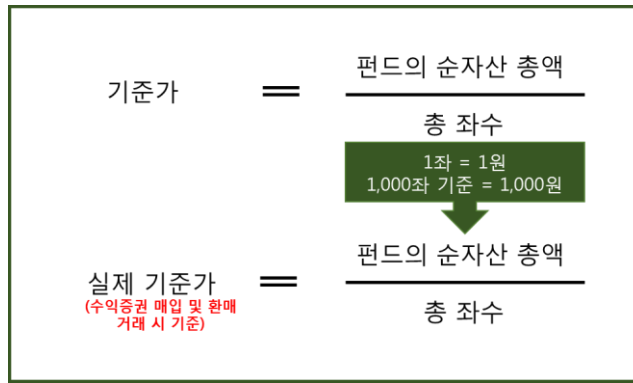 기준가 = 펀드의 순자산 총액
총 좌수
1좌 = 1원
1,000좌 기준 = 1,000원
실제 기준가 = 펀드의 순자산 총액
(수익증권 매입 및 환매
거래 시 기준)
총 좌수